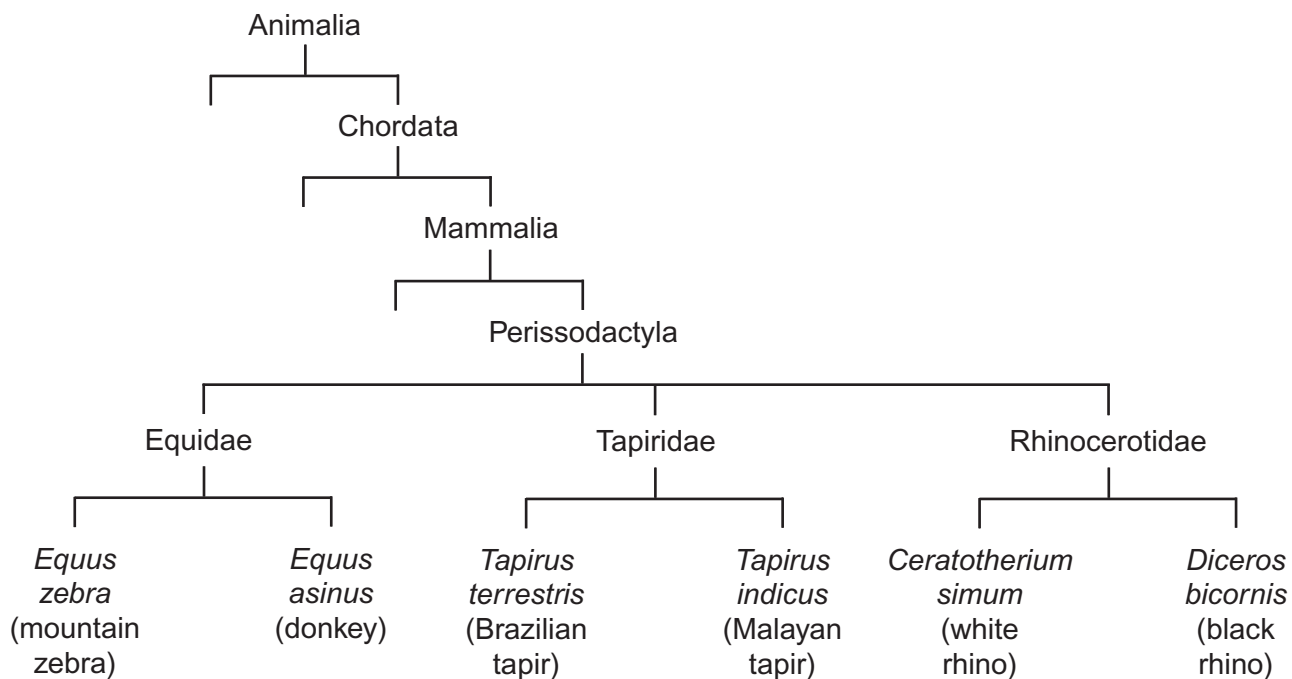 Animalia
Chordata
Mammalia
Perissodactyla
Equidae
Tapiridae
Rhinocerotidae
Equus
zebra
(mountain
zebra)
Equus
asinus
(donkey)
Tapirus
terrestris
(Brazilian
tapir)
Tapirus
indicus
(Malayan
tapir)
Ceratotherium
simum
(white
rhino)
Diceros
bicornis
(black
rhino)